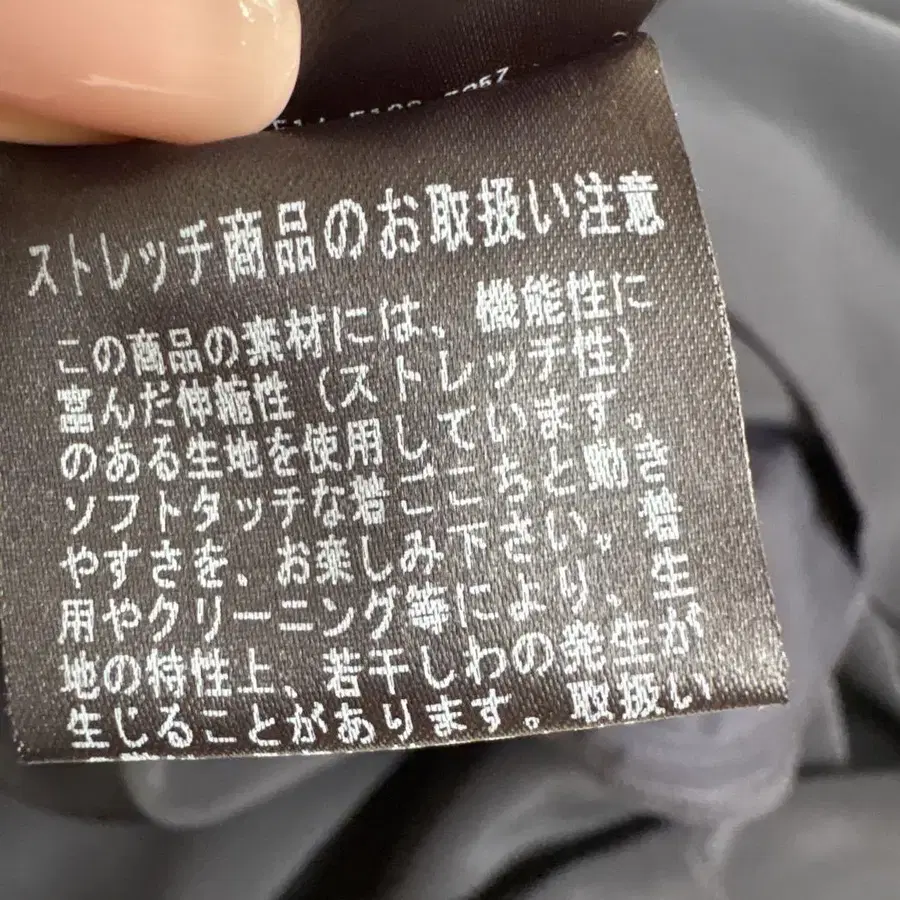 ストレッチ商品のお取扱い注意
この商品の素材には、機能性に
富んだ伸縮性（ストレッチ性）
のある生地を使用しています。
ソフトタッチな着ごこちと動き
やすさを、お楽しみ下さい。着
用やクリーニング等により、生
地の特性上、若干しわの発生が
生じることがあります。取扱い